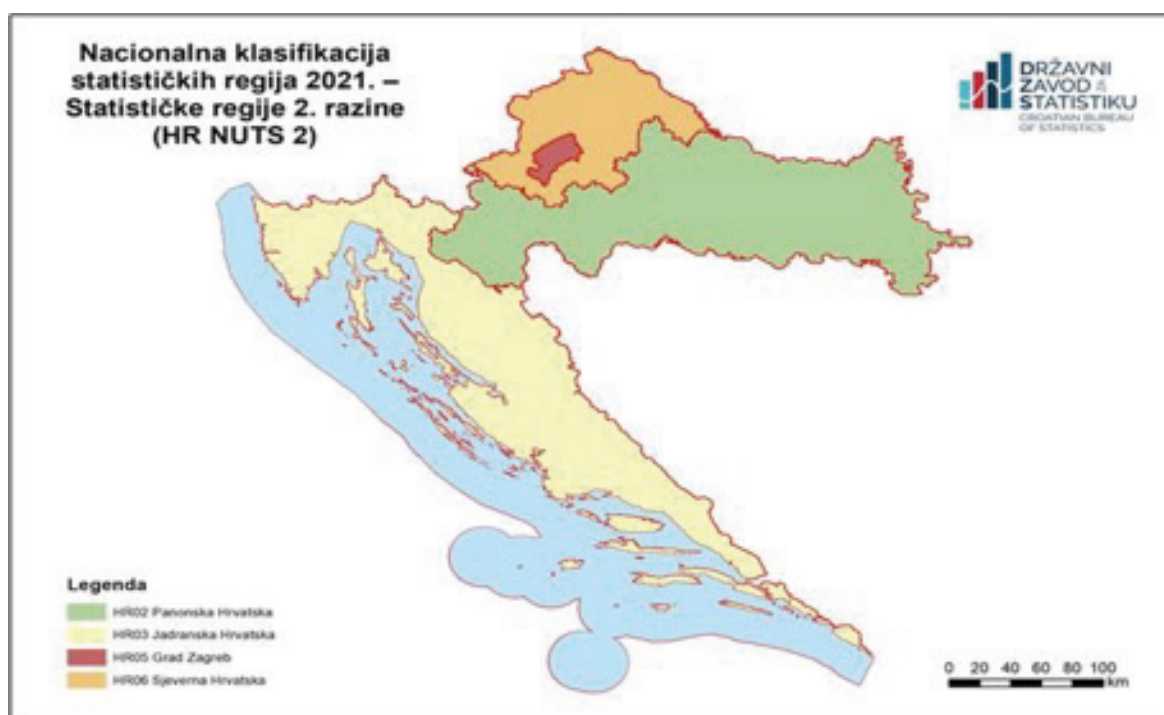 Nacionalna klasifikacija
statističkih regija 2021. –
Statističke regije 2. razine
(HR NUTS 2)
DRŽAVNI
ZAVOD ZA
STATISTIKU
CROATIAN BUREAU
OF STATISTICS
Legenda
HR02 Panonska Hrvatska
HR03 Jadranska Hrvatska
HR05 Grad Zagreb
HR06 Sjeverna Hrvatska
0 20 40 60 80 100
km